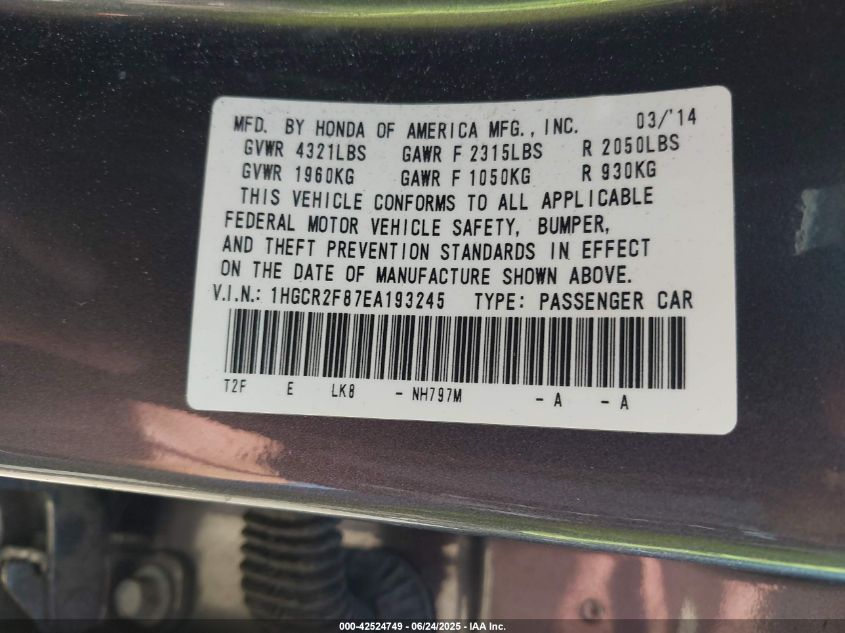 MFD. BY HONDA OF AMERICA MFG., INC. 03/'14
GVWR 4321LBS GAWR F 2315LBS R 2050LBS
GVWR 1960KG GAWR F 1050KG R 930KG
THIS VEHICLE CONFORMS TO ALL APPLICABLE
FEDERAL MOTOR VEHICLE SAFETY, BUMPER,
AND THEFT PREVENTION STANDARDS IN EFFECT
ON THE DATE OF MANUFACTURE SHOWN ABOVE.
V.I.N.: 1HGCR2F87EA193245 TYPE: PASSENGER CAR
T2F E LK8 - NH797M - A - A
000-42524749 - 06/24/2025 - IAA Inc.